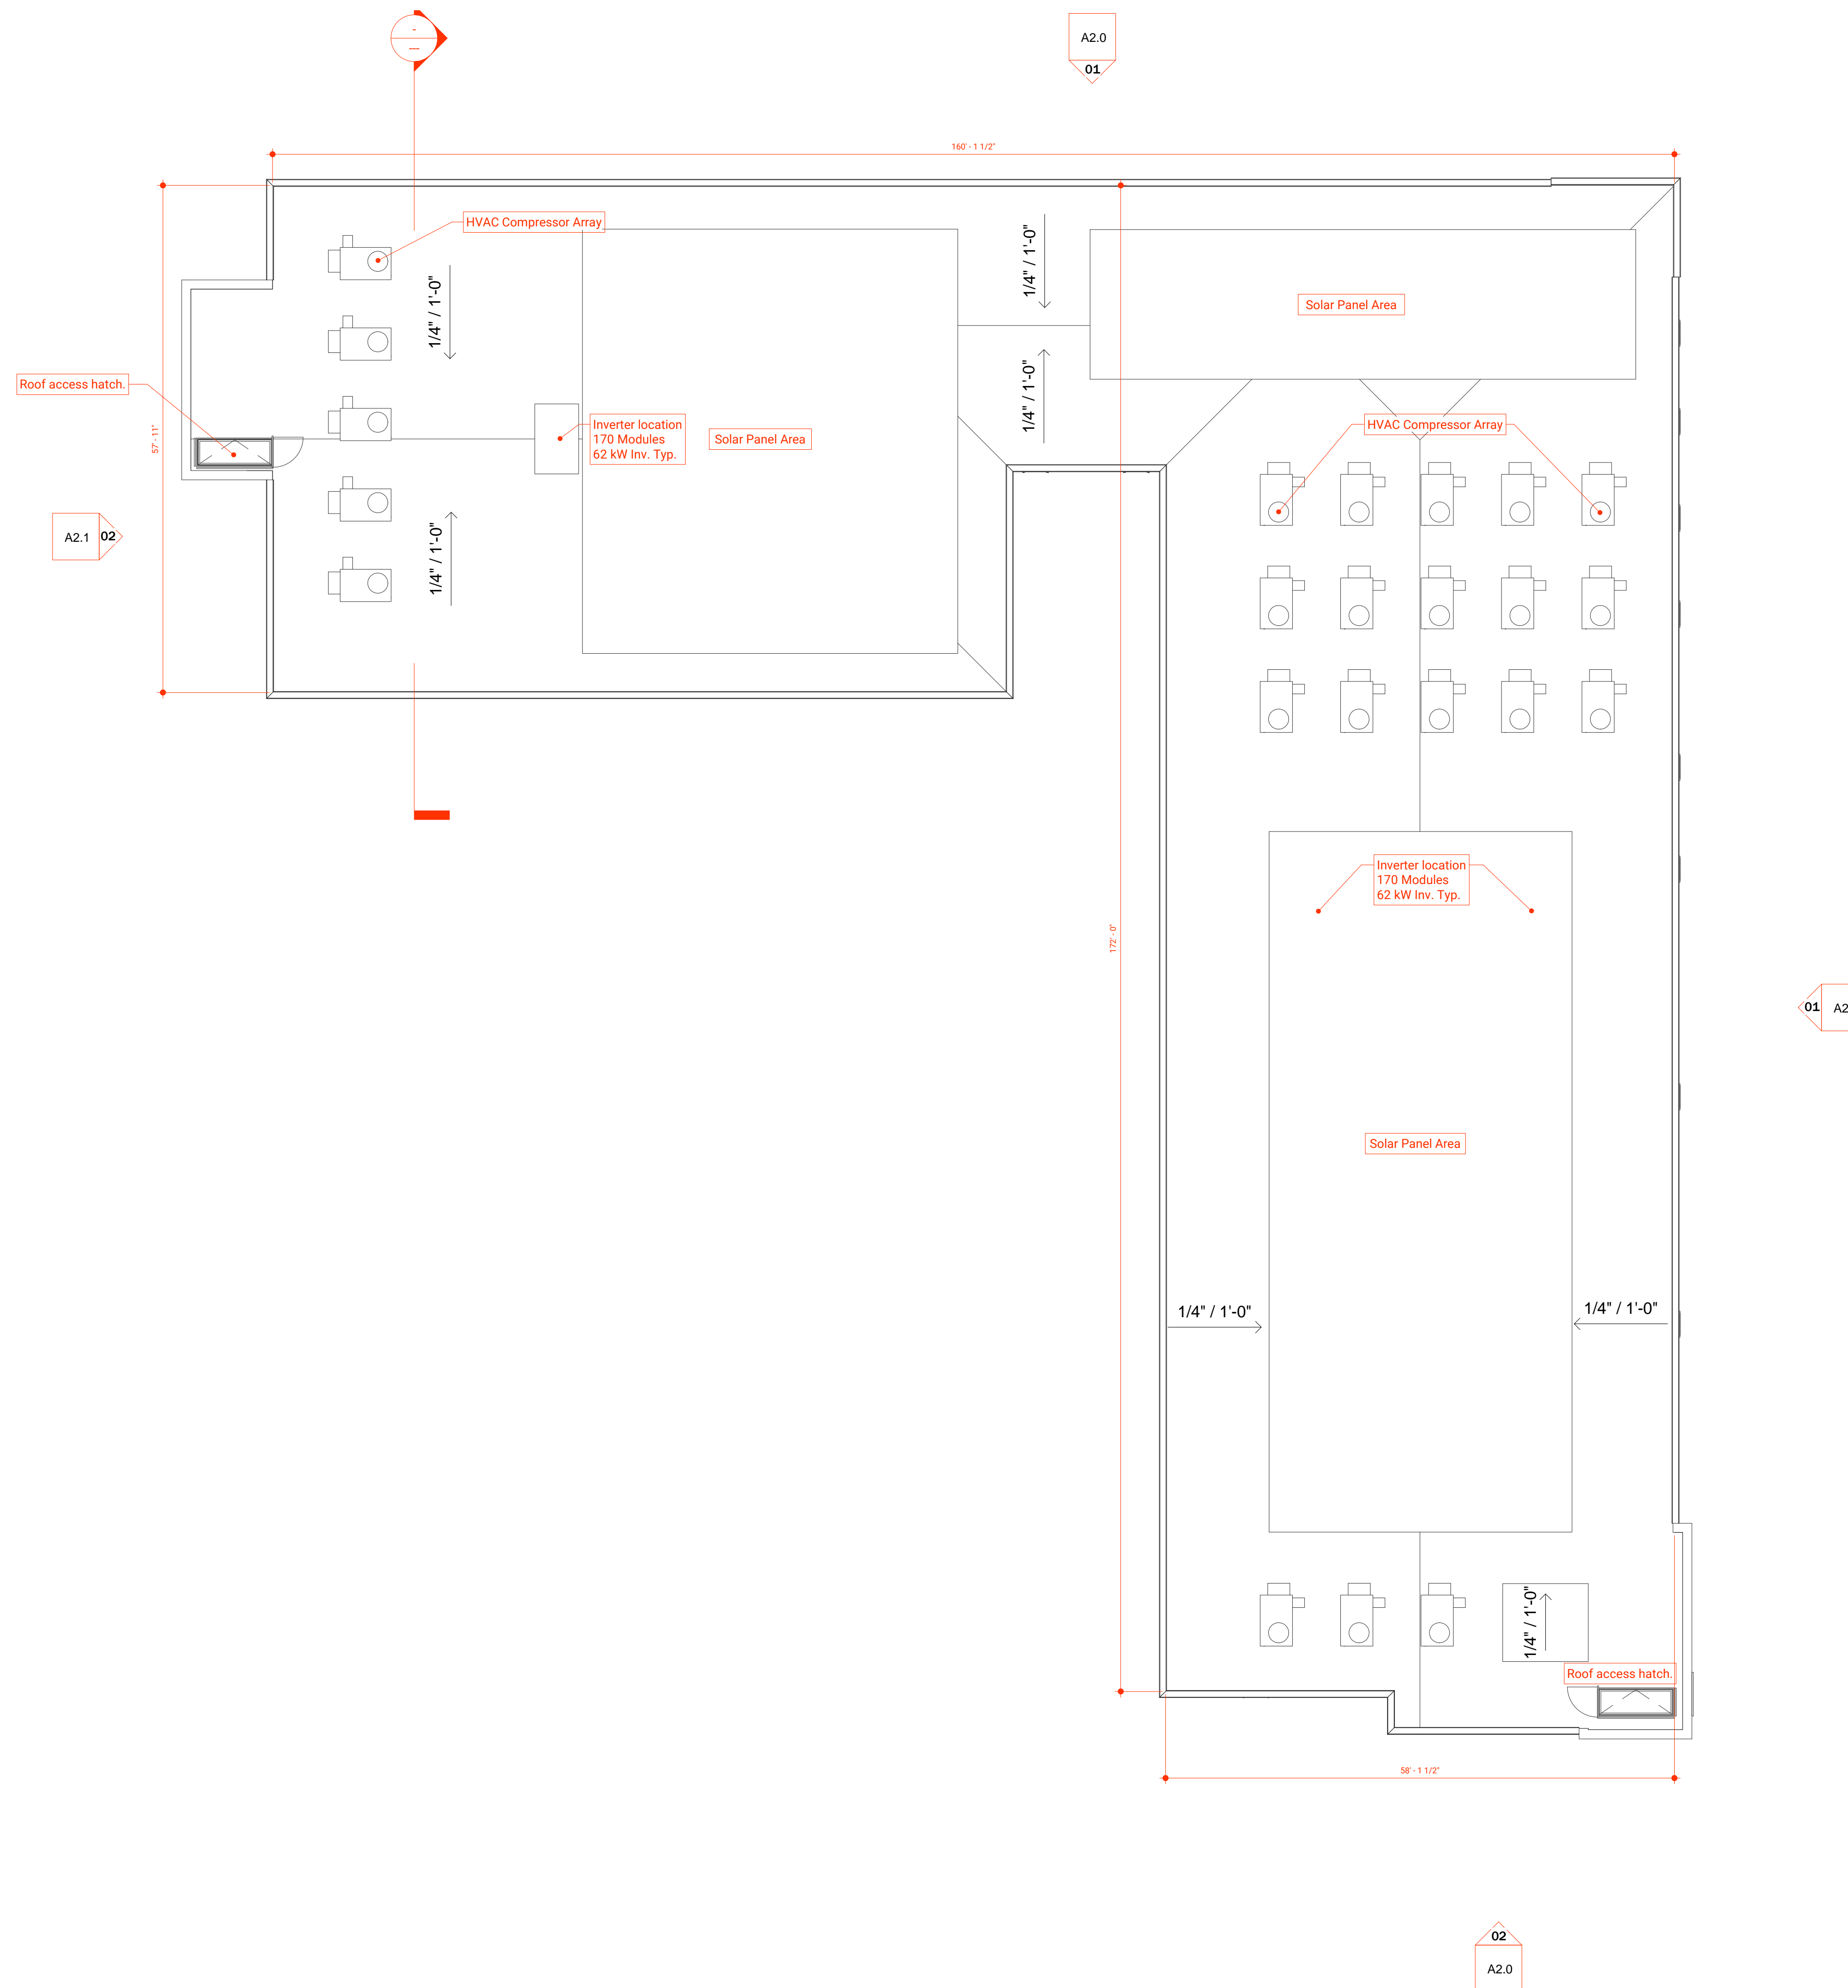 -
---
A2.0
01
160' - 1 1/2"
HVAC Compressor Array
1/4" / 1'-0"
1/4" / 1'-0"
Solar Panel Area
Roof access hatch.
57' - 11"
Inverter location
170 Modules
62 kW Inv. Typ.
Solar Panel Area
1/4" / 1'-0"
HVAC Compressor Array
A2.1
02
1/4" / 1'-0"
Inverter location
170 Modules
62 kW Inv. Typ.
172' - 0"
01
A2
Solar Panel Area
1/4" / 1'-0"
1/4" / 1'-0"
1/4" / 1'-0"
Roof access hatch.
58' - 1 1/2"
02
A2.0